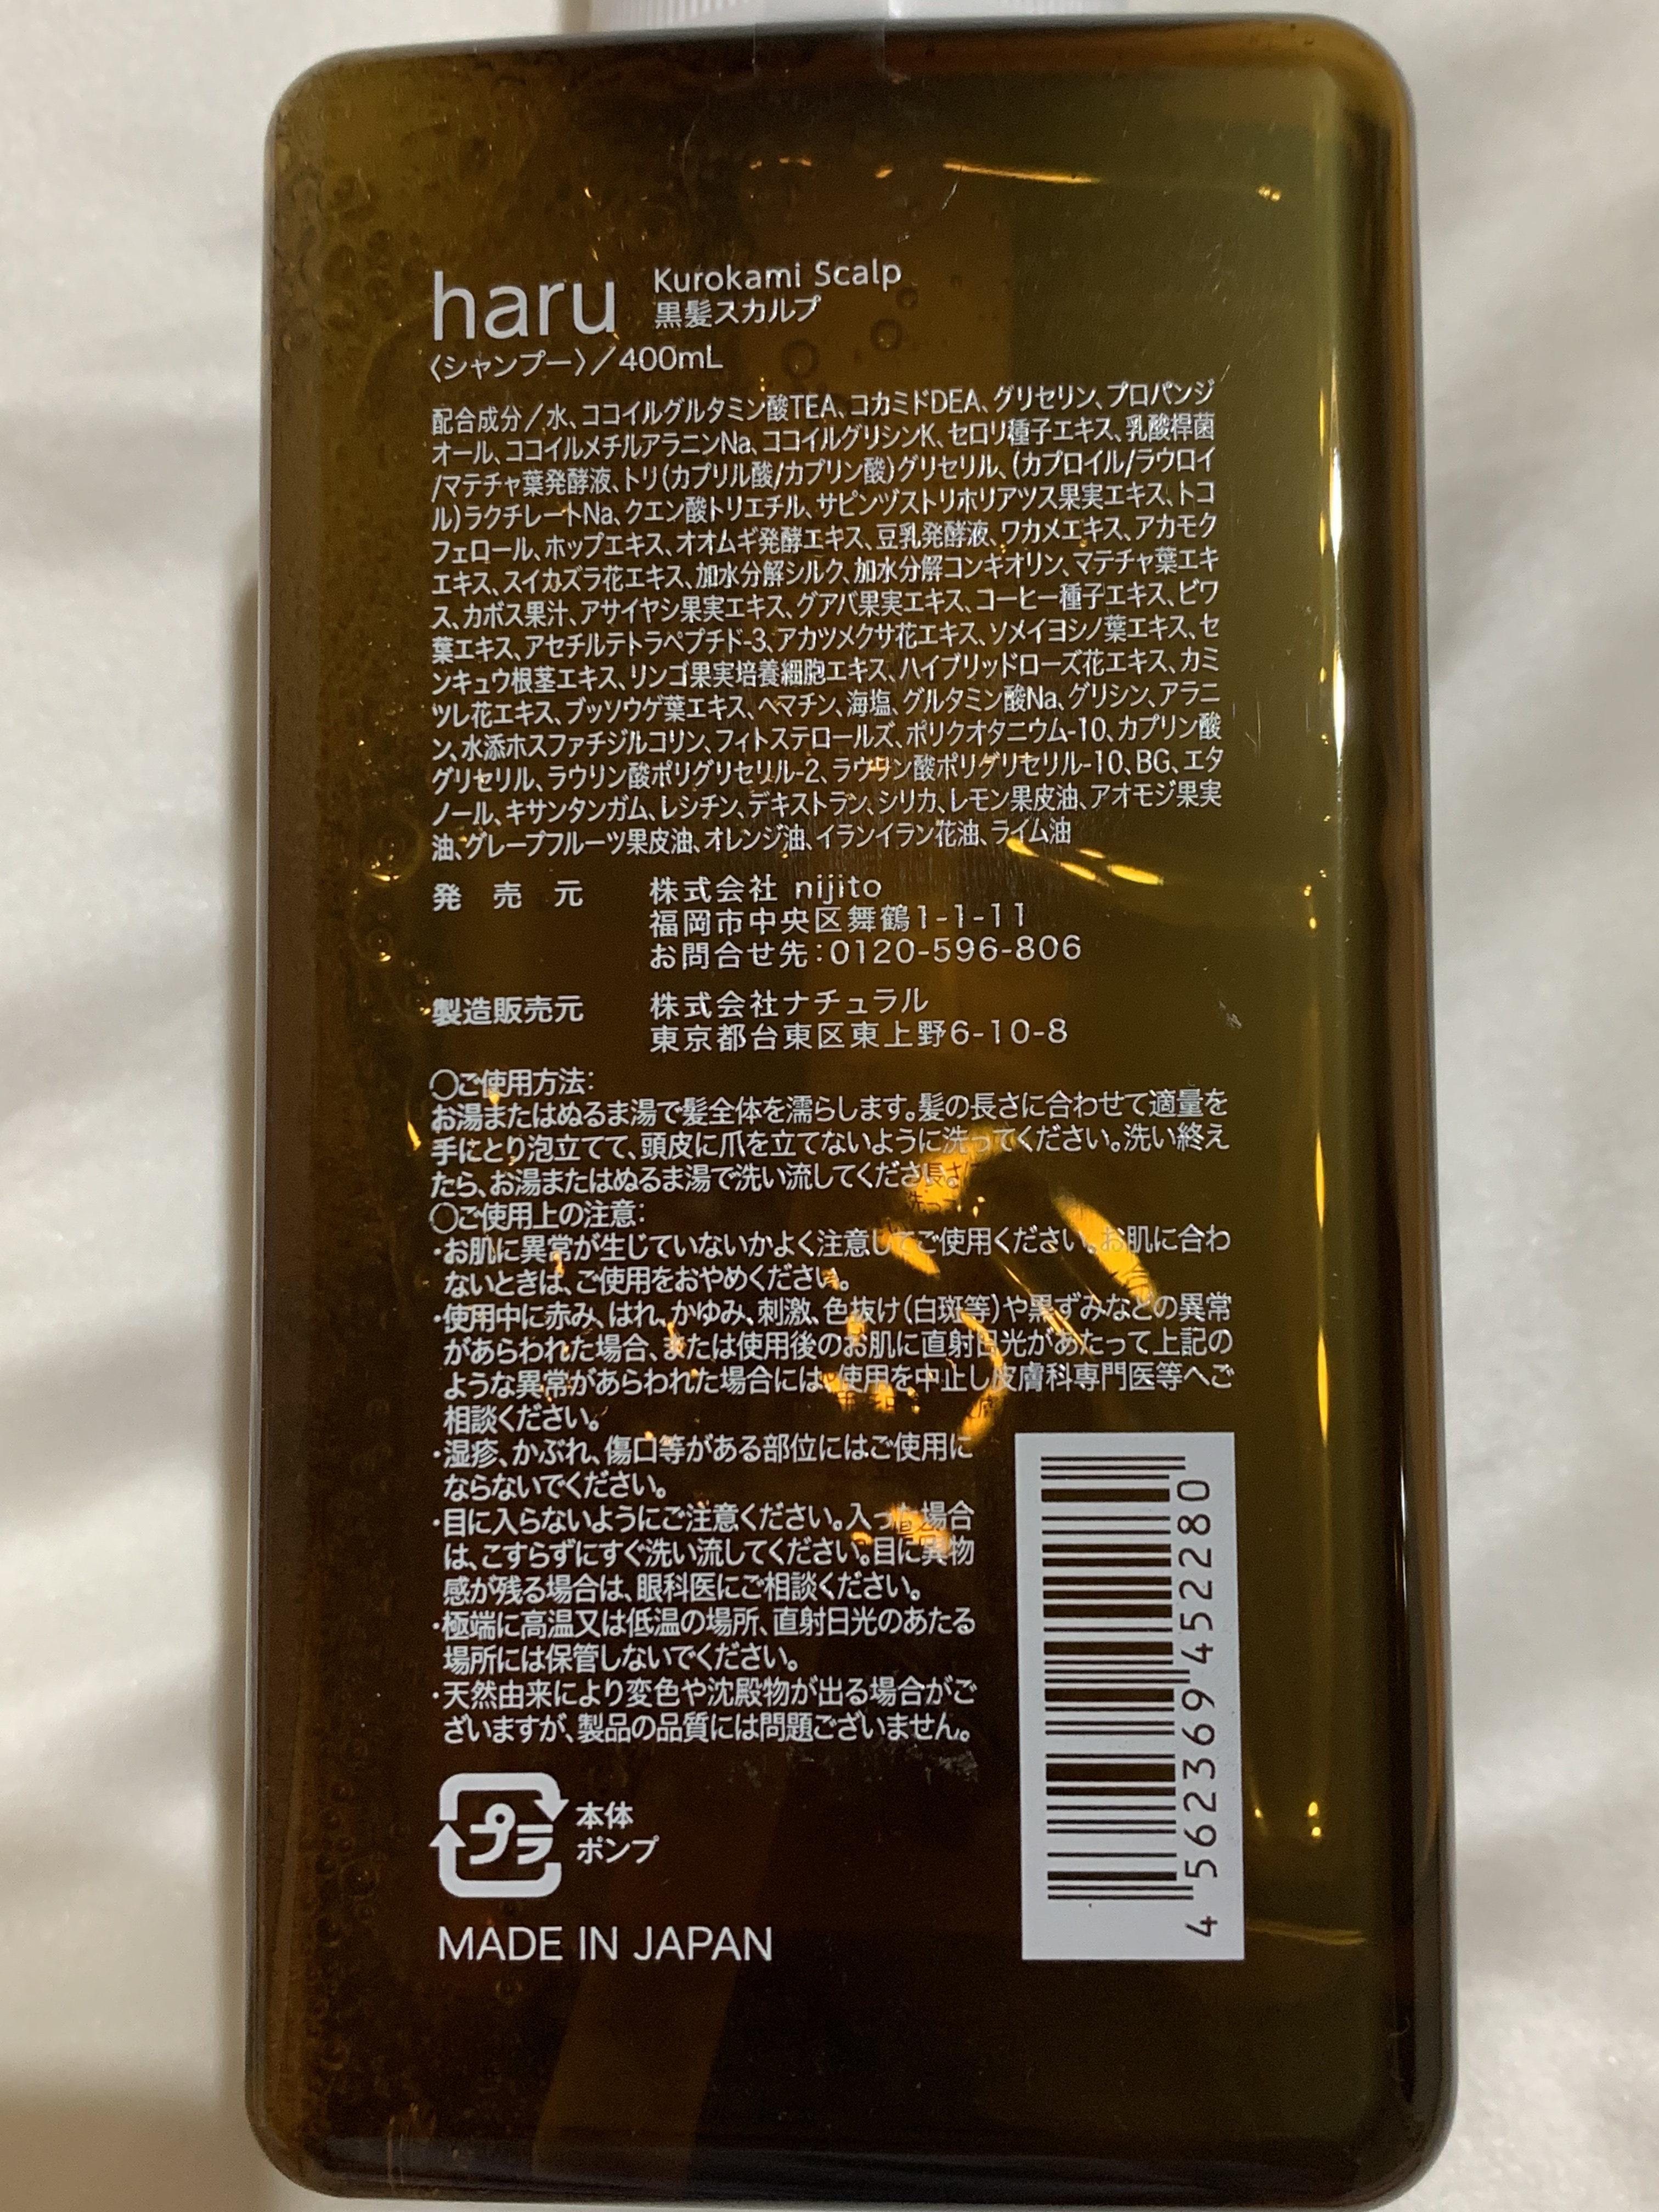 haru Kurokami Scalp
黒髪スカルプ
〈シャンプー〉／400mL
配合成分／水、ココイルグルタミン酸TEA、コカミドDEA、グリセリン、プロパンジ
オール、ココイルメチルアラニンNa、ココイルグリシンK、セロリ種子エキス、乳酸桿菌
/マテチャ葉発酵液、トリ(カプリル酸/カプリン酸)グリセリル、(カプロイル/ラウロイ
ル)ラクチレートNa、クエン酸トリエチル、サピンヅストリホリアツス果実エキス、トコ
フェロール、ホップエキス、オオムギ発酵エキス、豆乳発酵液、ワカメエキス、アカモク
エキス、スイカズラ花エキス、加水分解シルク、加水分解コンキオリン、マテチャ葉エキ
ス、カボス果汁、アサイヤシ果実エキス、グアバ果実エキス、コーヒー種子エキス、ビワ
葉エキス、アセチルテトラペプチド-3、アカツメクサ花エキス、ソメイヨシノ葉エキス、セ
ンキュウ根茎エキス、リンゴ果実培養細胞エキス、ハイブリッドローズ花エキス、カミ
ツレ花エキス、ブッソウゲ葉エキス、ヘマチン、海塩、グルタミン酸Na、グリシン、アラニ
ン、水添ホスファチジルコリン、フィトステロールズ、ポリクオタニウム-10、カプリン酸
グリセリル、ラウリン酸ポリグリセリル-2、ラウリン酸ポリグリセリル-10、BG、エタ
ノール、キサンタンガム、レシチン、デキストラン、シリカ、レモン果皮油、アオモジ果実
油、グレープフルーツ果皮油、オレンジ油、イランイラン花油、ライム油
発売元 株式会社 nijito
福岡市中央区舞鶴1-1-11
お問合せ先:0120-596-806
製造販売元 株式会社ナチュラル
東京都台東区東上野6-10-8
○ご使用方法:
お湯またはぬるま湯で髪全体を濡らします。髪の長さに合わせて適量を
手にとり泡立てて、頭皮に爪を立てないように洗ってください。洗い終え
たら、お湯またはぬるま湯で洗い流してください。
○ご使用上の注意:
・お肌に異常が生じていないかよく注意してご使用ください。お肌に合わ
ないときは、ご使用をおやめください。
・使用中に赤み、はれ、かゆみ、刺激、色抜け(白斑等)や黒ずみなどの異常
があらわれた場合、または使用後のお肌に直射日光があたって上記の
ような異常があらわれた場合には、使用を中止し皮膚科専門医等へご
相談ください。
・湿疹、かぶれ、傷口等がある部位にはご使用に
ならないでください。
・目に入らないようにご注意ください。入った場合
は、こすらずにすぐ洗い流してください。目に異物
感が残る場合は、眼科医にご相談ください。
・極端に高温又は低温の場所、直射日光のあたる
場所には保管しないでください。
・天然由来により変色や沈殿物が出る場合がご
ざいますが、製品の品質には問題ございません。
プラ 本体
ポンプ
MADE IN JAPAN
4 562369 452280